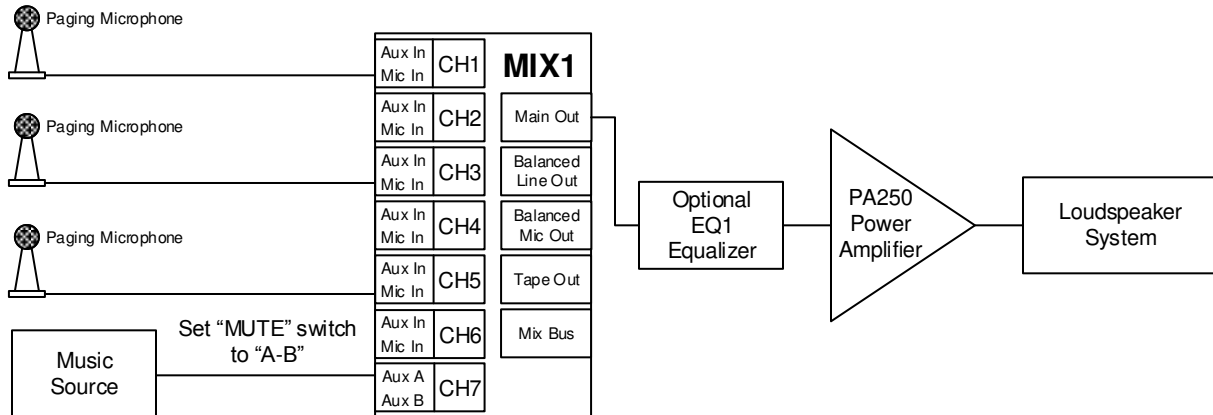 Paging Microphone
Paging Microphone
Paging Microphone
Music
Source
Set “MUTE” switch
to “A-B”
MIX1
Aux In
Mic In
CH1
Aux In
Mic In
CH2
Aux In
Mic In
CH3
Aux In
Mic In
CH4
Aux In
Mic In
CH5
Aux In
Mic In
CH6
Aux A
Aux B
CH7
Main Out
Balanced
Line Out
Balanced
Mic Out
Tape Out
Mix Bus
Optional
EQ1
Equalizer
PA250
Power
Amplifier
Loudspeaker
System